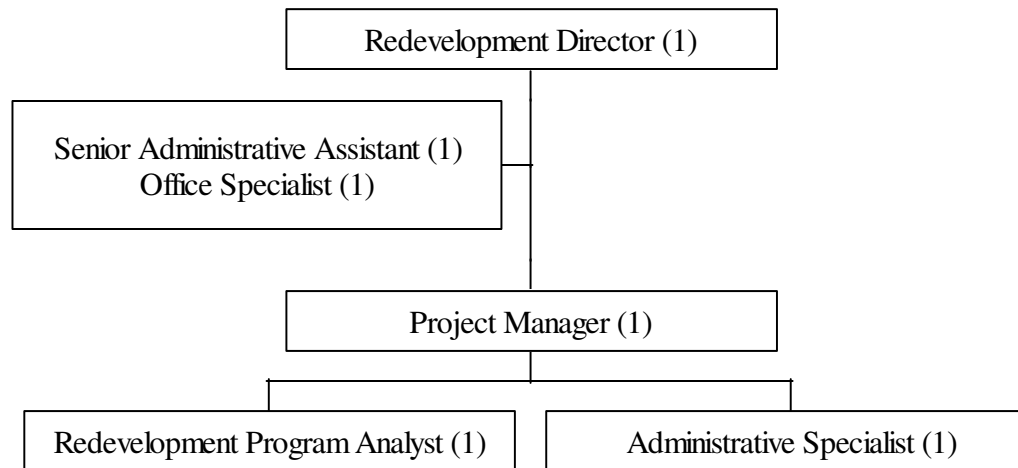 Redevelopment Director (1)
Senior Administrative Assistant (1)
Office Specialist (1)
Project Manager (1)
Redevelopment Program Analyst (1)
Administrative Specialist (1)